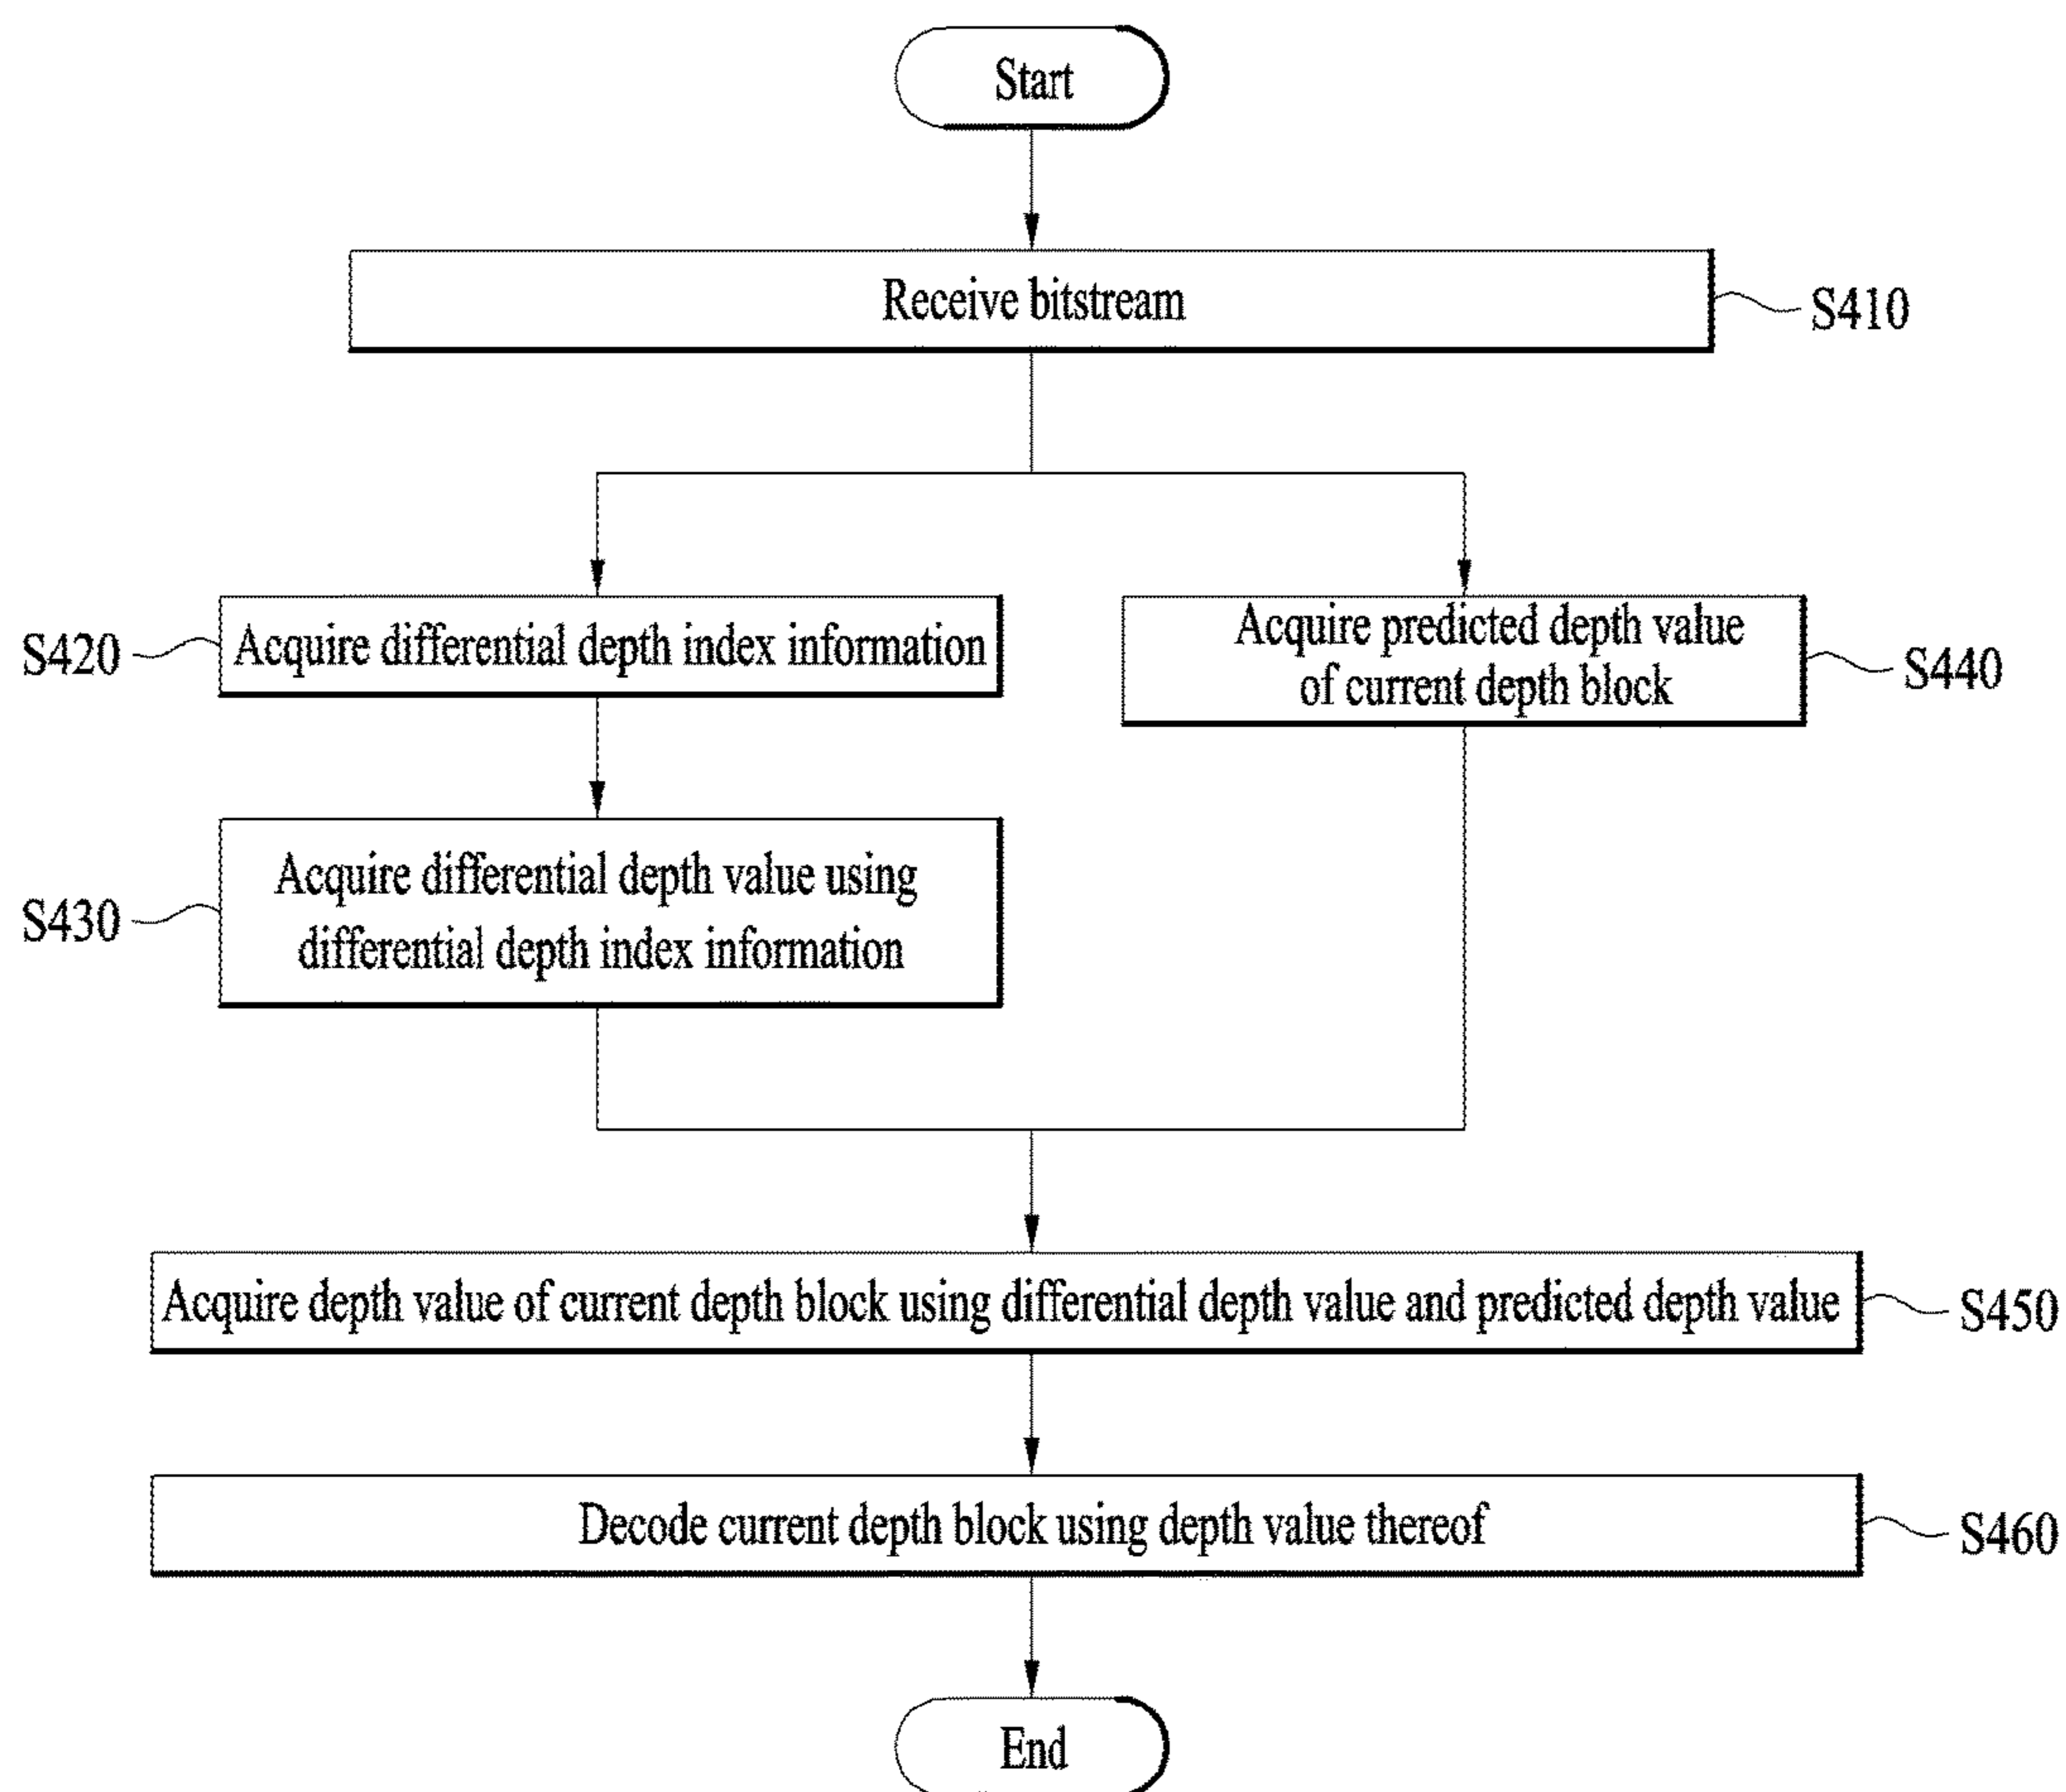 Start
Receive bitstream
S410
S420
Acquire differential depth index information
Acquire predicted depth value
of current depth block
S440
S430
Acquire differential depth value using
differential depth index information
Acquire depth value of current depth block using differential depth value and predicted depth value
S450
Decode current depth block using depth value thereof
S460
End